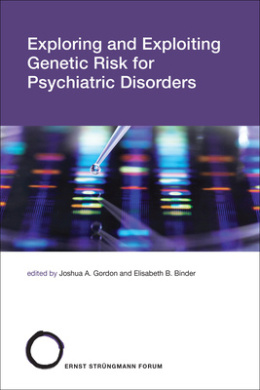 Exploring and Exploiting
Genetic Risk for
Psychiatric Disorders
edited by Joshua A. Gordon and Elisabeth B. Binder
ERNST STRÜNGMANN FORUM